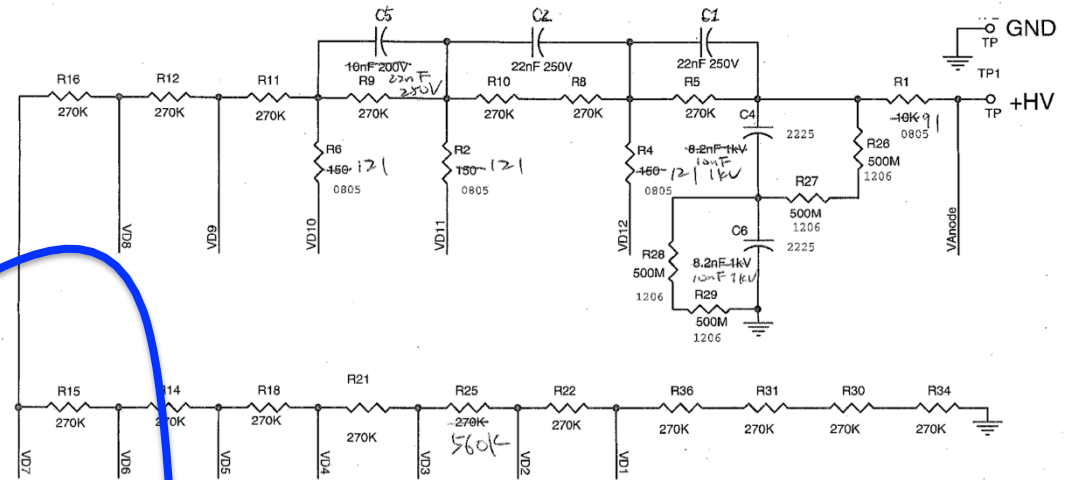 C5
C2
C1
GND
TP
10nF 200V
22nF
250V
22nF 250V
22nF 250V
TP1
R16
R12
R11
R9
R10
R8
R5
R1
+HV
TP
270K
270K
270K
270K
270K
270K
270K
10K 91
0805
C4
2225
8.2nF 1kV
10nF
1kV
R26
500M
1206
R6
150 121
0805
R2
150 121
0805
R4
150 121
0805
R27
500M
1206
VD8
VD9
VD10
VD11
VD12
VAnode
C6
2225
8.2nF 1kV
10nF 1kV
R28
500M
1206
R29
500M
1206
R15
R14
R18
R21
R25
R22
R36
R31
R30
R34
270K
270K
270K
270K
270K
560K
270K
270K
270K
270K
270K
VD7
VD6
VD5
VD4
VD3
VD2
VD1